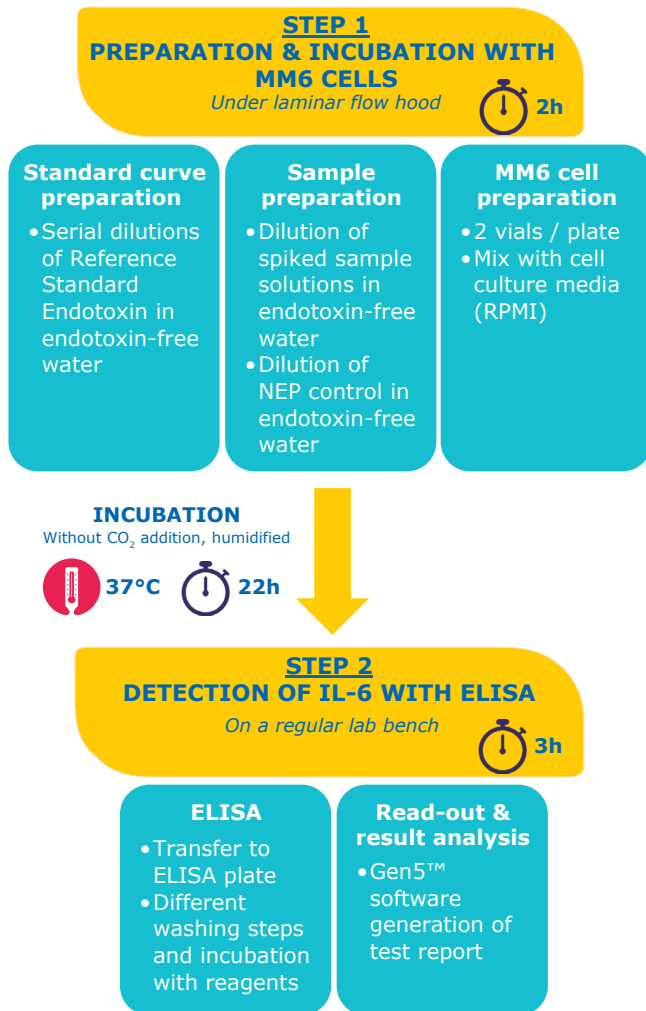 STEP 1
PREPARATION & INCUBATION WITH
MM6 CELLS
Under laminar flow hood
2h
Standard curve
preparation
•Serial dilutions
of Reference
Standard
Endotoxin in
endotoxin-free
water
Sample
preparation
•Dilution of
spiked sample
solutions in
endotoxin-free
water
•Dilution of
NEP control in
endotoxin-free
water
MM6 cell
preparation
•2 vials / plate
•Mix with cell
culture media
(RPMI)
INCUBATION
Without CO2 addition, humidified
37°C
22h
STEP 2
DETECTION OF IL-6 WITH ELISA
On a regular lab bench
3h
ELISA
•Transfer to
ELISA plate
•Different
washing steps
and incubation
with reagents
Read-out &
result analysis
•Gen5™
software
generation of
test report